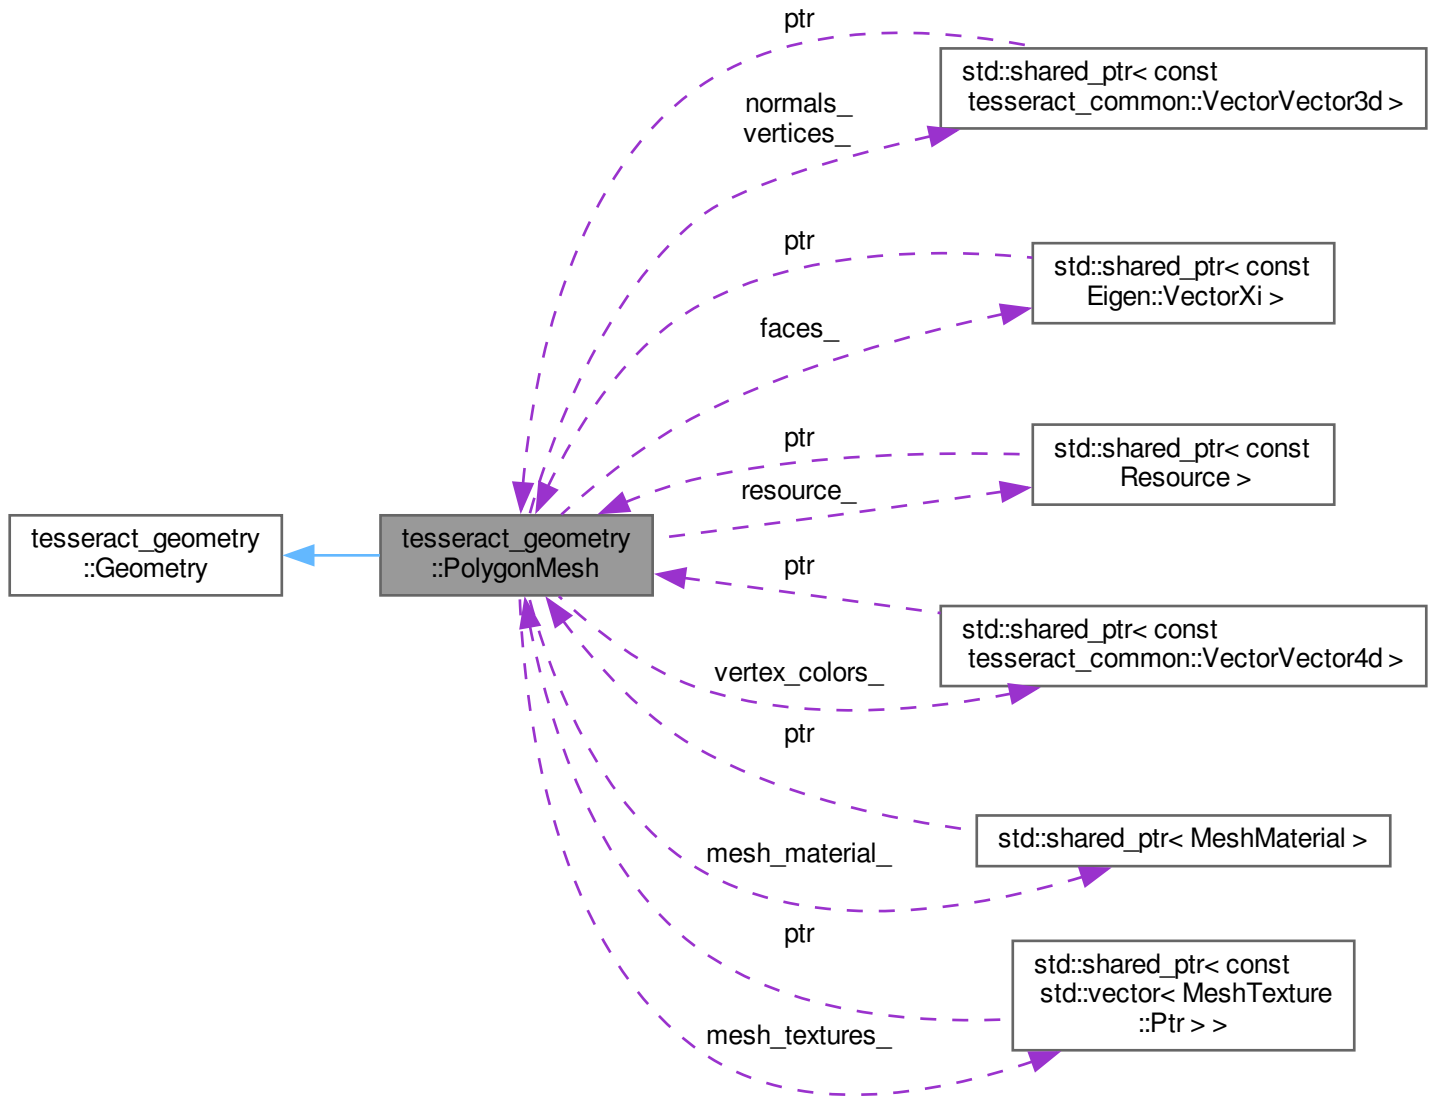 ptr
std::shared_ptr< const
tesseract_common::VectorVector3d >
normals_
vertices_
ptr
std::shared_ptr< const
Eigen::VectorXi >
faces_
ptr
std::shared_ptr< const
Resource >
resource_
tesseract_geometry
::Geometry
tesseract_geometry
::PolygonMesh
ptr
std::shared_ptr< const
tesseract_common::VectorVector4d >
vertex_colors_
ptr
std::shared_ptr< MeshMaterial >
mesh_material_
ptr
std::shared_ptr< const
std::vector< MeshTexture
::Ptr > >
mesh_textures_